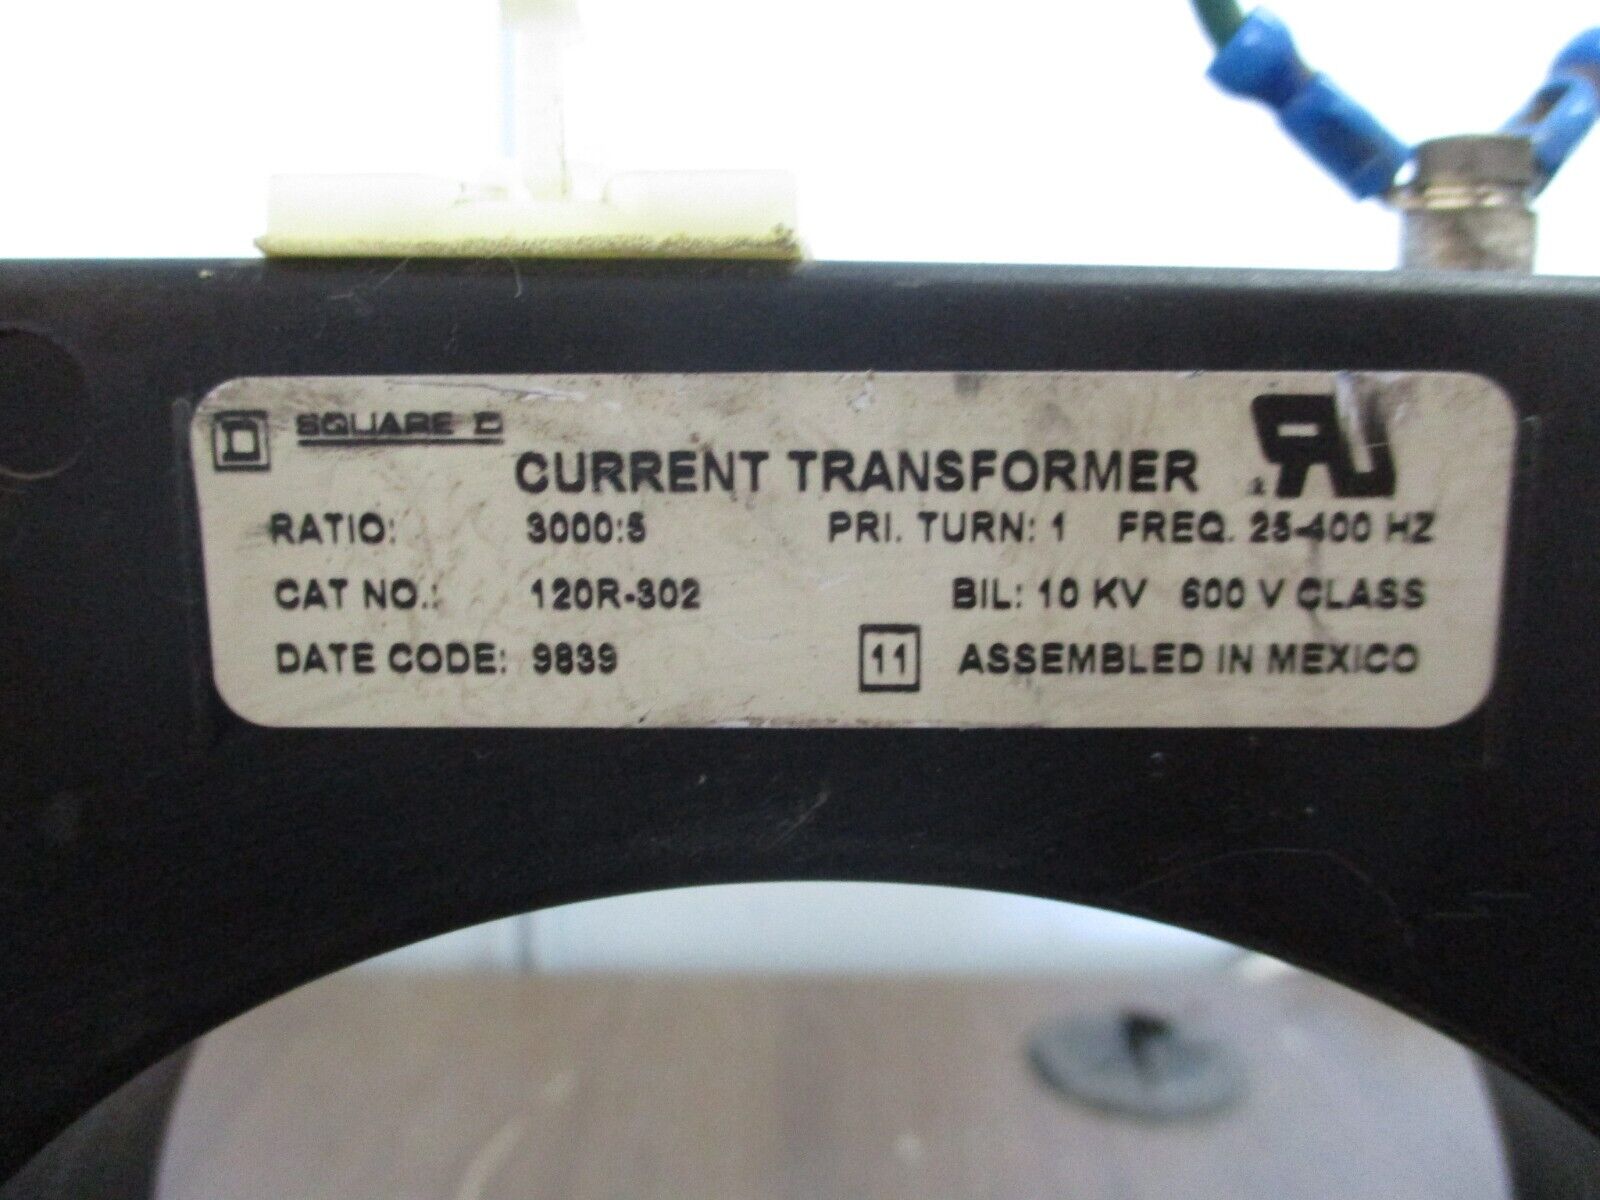 D SQUARE D
CURRENT TRANSFORMER
RATIO: 3000:5 PRI. TURN: 1 FREQ. 25-400 HZ
CAT NO.: 120R-302 BIL: 10 KV 600 V CLASS
DATE CODE: 9839 11 ASSEMBLED IN MEXICO